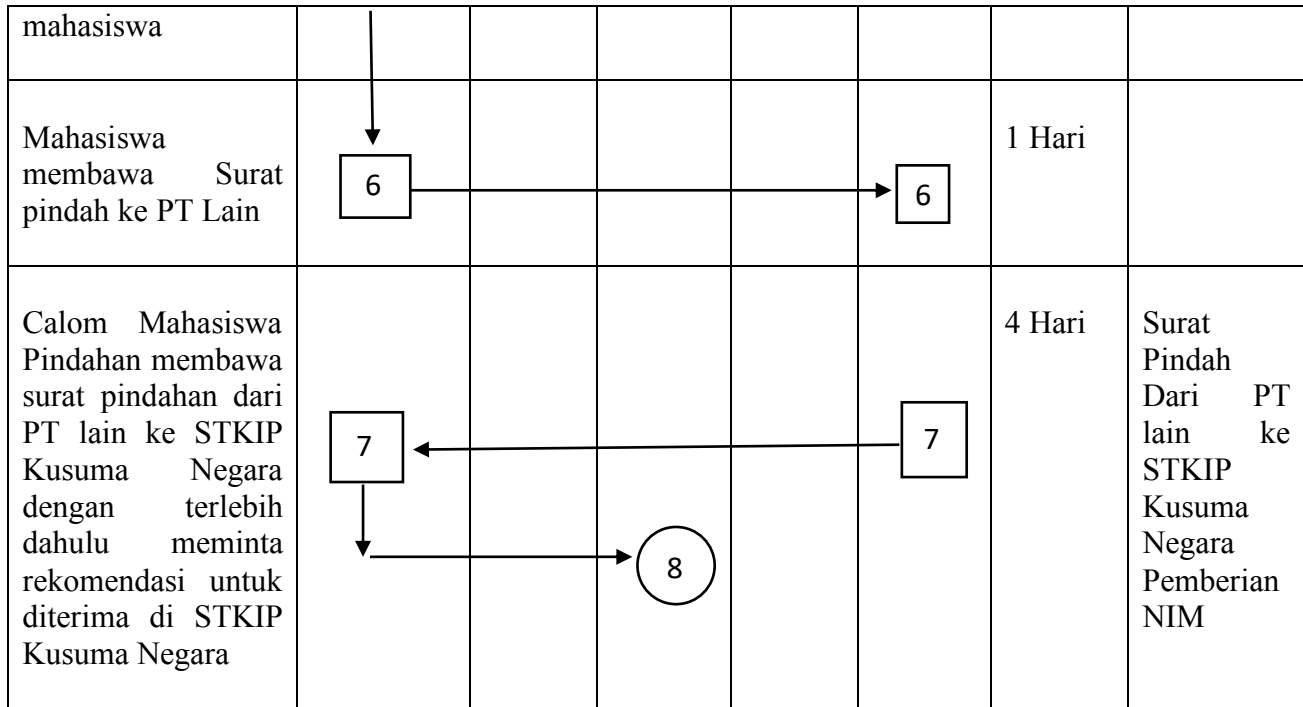 mahasiswa
Mahasiswa
membawa Surat
pindah ke PT Lain
6
6
1 Hari
Calom Mahasiswa
Pindahan membawa
surat pindahan dari
PT lain ke STKIP
Kusuma Negara
dengan terlebih
dahulu meminta
rekomendasi untuk
diterima di STKIP
Kusuma Negara
7
7
8
4 Hari
Surat
Pindah
Dari PT
lain ke
STKIP
Kusuma
Negara
Pemberian
NIM